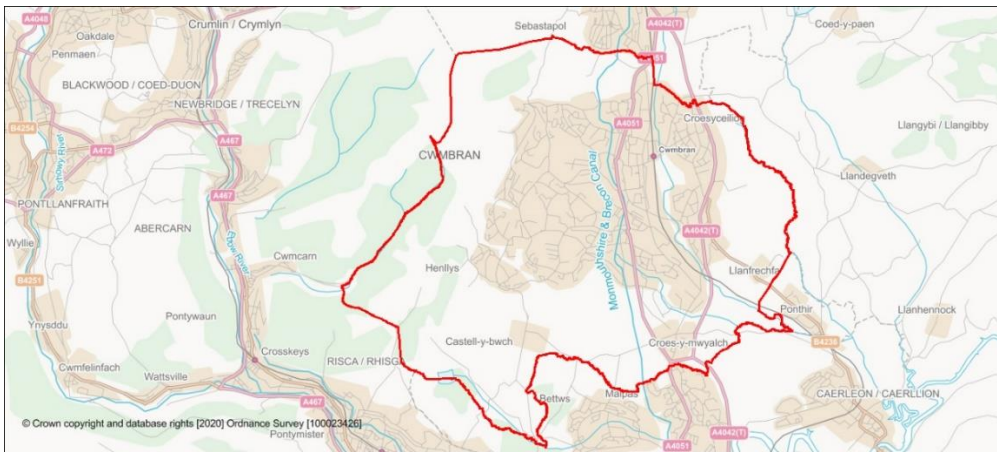 A4048
Oakdale
Penmaen
Crumlin / Crymlyn
Sebastapol
A4042(T)
Coed-y-paen
BLACKWOOD / COED-DUON
NEWBRIDGE / TRECELYN
B4254
A467
A472
Sirhowy River
A4051
Croesyceiliog
Llangybi / Llangibby
CWMBRAN
Cwmbran
Llandegveth
PONTLLANFRAITH
A467
ABERCARN
Monmouthshire & Brecon Canal
Wyllie
Ebbw River
A4042(T)
Cwmcarn
Henllys
Llanfrechfa
B4251
Ynysddu
Pontywaun
Ponthir
Llanhennock
Castell-y-bwch
Croes-y-mwyalch
B4236
Crosskeys
RISCA / RHISGA
Cwmfelinfach
Wattsville
Bettws
Malpas
CAERLEON / CAERLLION
A467
© Crown copyright and database rights [2020] Ordnance Survey [100023426]
Pontymister
A4051
A4042(T)